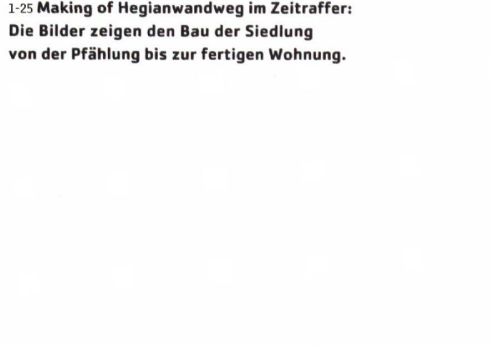 1-25 Making of Hegianwandweg im Zeitraffer:
Die Bilder zeigen den Bau der Siedlung
von der Pfählung bis zur fertigen Wohnung.